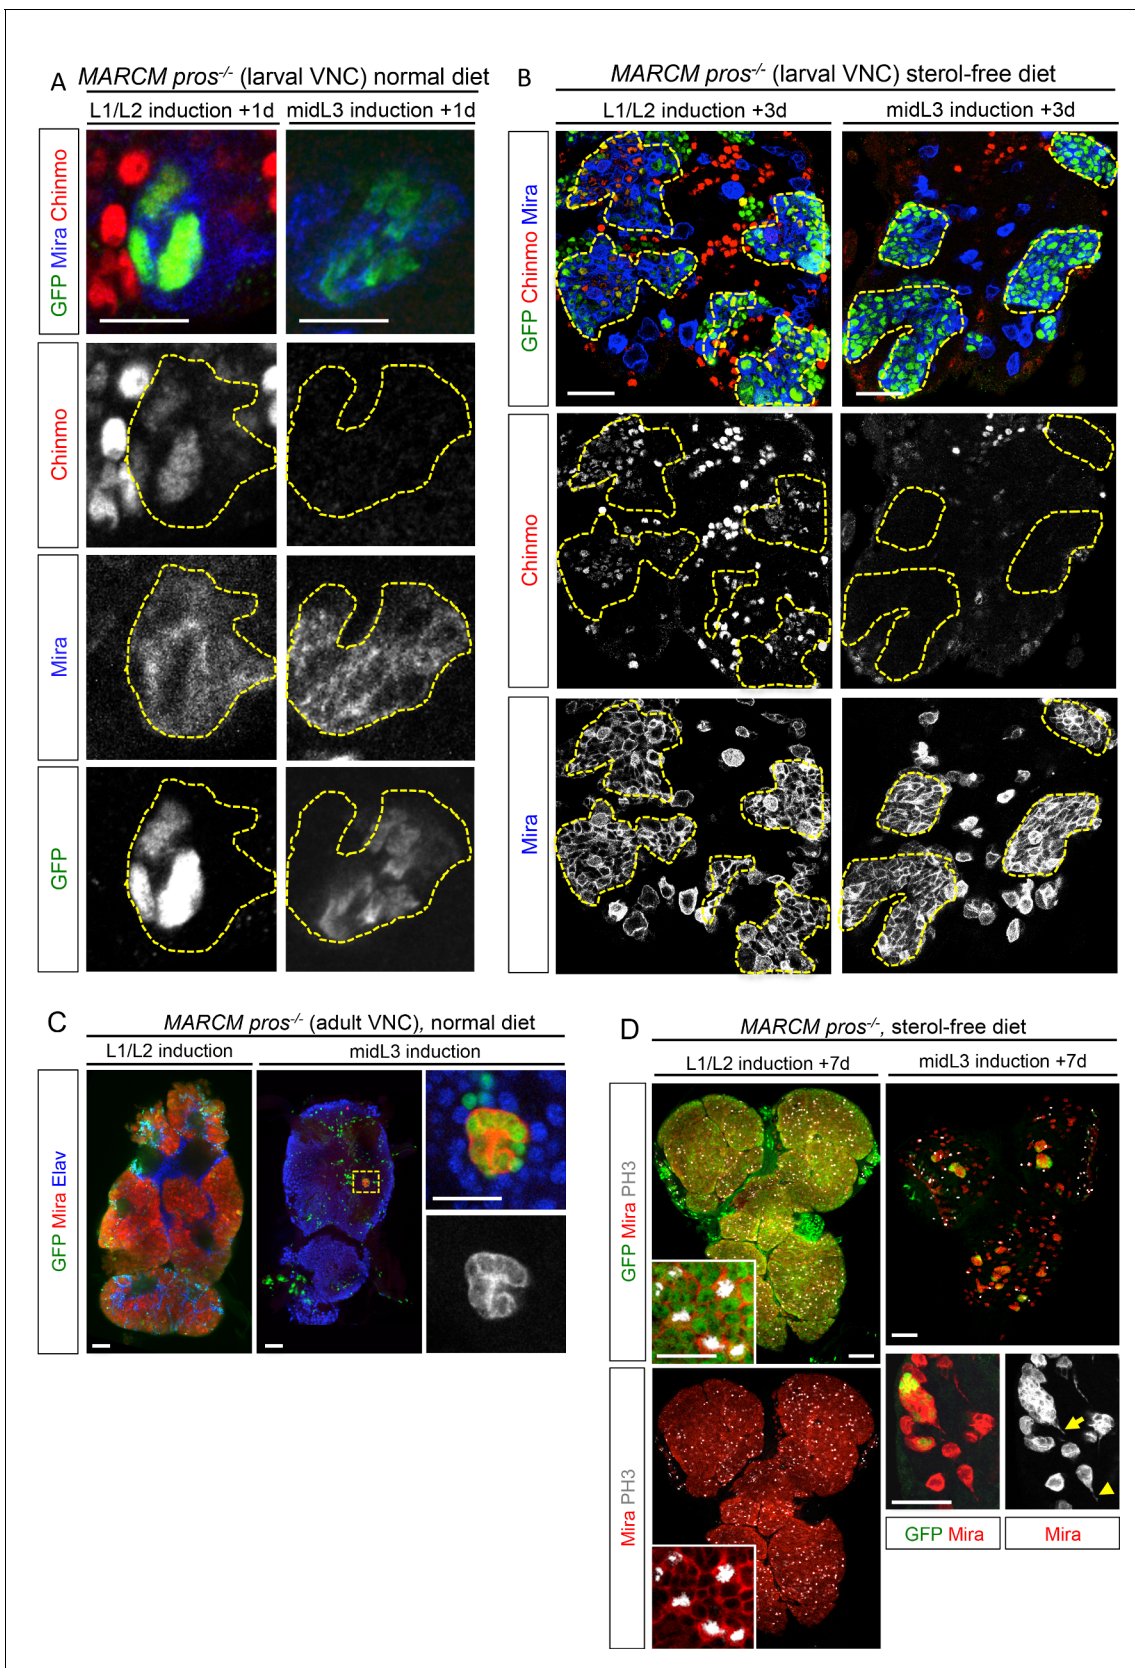 A
MARCM pros-/- (larval VNC) normal diet
L1/L2 induction +1d
midL3 induction +1d
GFP Mira Chinmo
Chinmo
Mira
GFP
B
MARCM pros-/- (larval VNC) sterol-free diet
L1/L2 induction +3d
midL3 induction +3d
GFP Chinmo Mira
Chinmo
Mira
C
MARCM pros-/- (adult VNC), normal diet
L1/L2 induction
midL3 induction
GFP Mira Elav
D
MARCM pros-/-, sterol-free diet
L1/L2 induction +7d
midL3 induction +7d
GFP Mira PH3
Mira PH3
GFP Mira
Mira